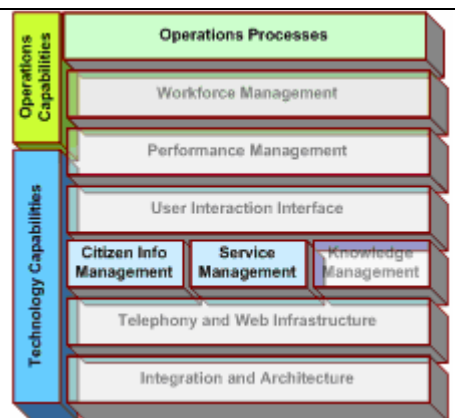 Operations
Capabilities
Operations Processes
Workforce Management
Performance Management
Technology Capabilities
User Interaction Interface
Citizen Info
Management
Service
Management
Knowledge
Management
Telephony and Web Infrastructure
Integration and Architecture